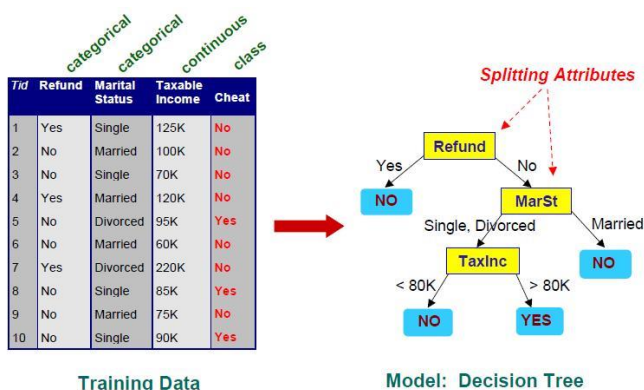 categorical
categorical
continuous
class
Tid Refund Marital Status Taxable Income Cheat
1 Yes Single 125K No
2 No Married 100K No
3 No Single 70K No
4 Yes Married 120K No
5 No Divorced 95K Yes
6 No Married 60K No
7 Yes Divorced 220K No
8 No Single 85K Yes
9 No Married 75K No
10 No Single 90K Yes
Training Data
Splitting Attributes
Refund
Yes No
NO MarSt
Single, Divorced Married
TaxInc NO
< 80K > 80K
NO YES
Model: Decision Tree